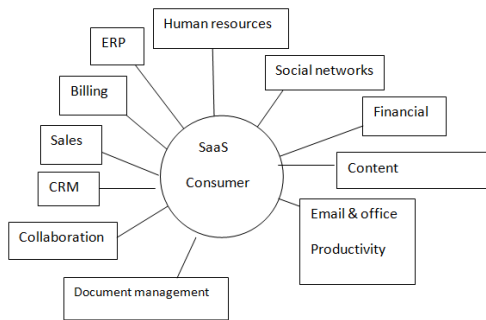 Human resources
ERP
Social networks
Billing
Financial
Sales
SaaS
Consumer
Content
CRM
Email & office
Productivity
Collaboration
Document management